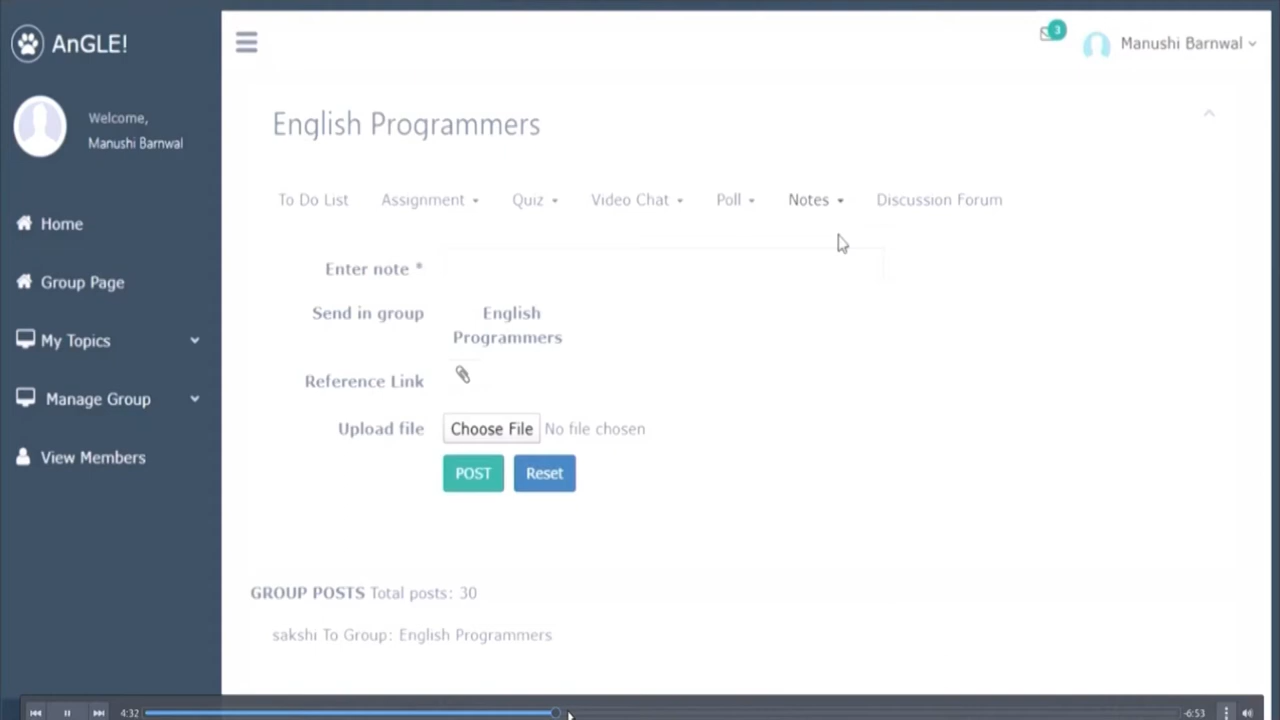 AnGLE!
3
Manushi Barnwal
Welcome,
Manushi Barnwal
English Programmers
To Do List Assignment Quiz Video Chat Poll Notes Discussion Forum
Home
Group Page
My Topics
Manage Group
View Members
Enter note *
Send in group English Programmers
Reference Link
Upload file Choose File No file chosen
POST Reset
GROUP POSTS Total posts: 30
sakshi To Group: English Programmers
4:32 -6:53